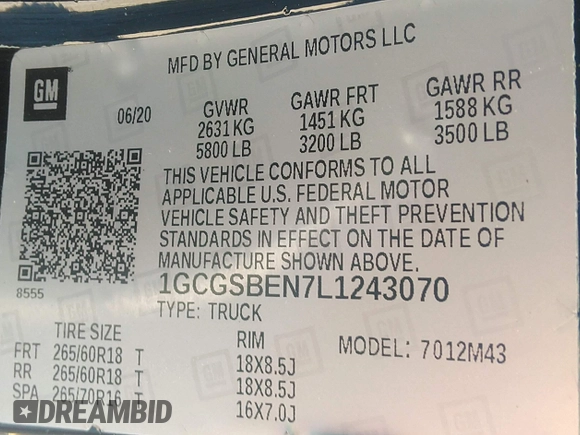 MFD BY GENERAL MOTORS LLC
GM
06/20
GVWR GAWR FRT GAWR RR
2631 KG 1451 KG 1588 KG
5800 LB 3200 LB 3500 LB
THIS VEHICLE CONFORMS TO ALL
APPLICABLE U.S. FEDERAL MOTOR
VEHICLE SAFETY AND THEFT PREVENTION
STANDARDS IN EFFECT ON THE DATE OF
MANUFACTURE SHOWN ABOVE.
8555
1GCGSBEN7L1243070
TYPE: TRUCK
TIRE SIZE RIM MODEL: 7012M43
FRT 265/60R18 T 18X8.5J
RR 265/60R18 T 18X8.5J
SPA 265/70R16 T 16X7.0J
DREAMBID